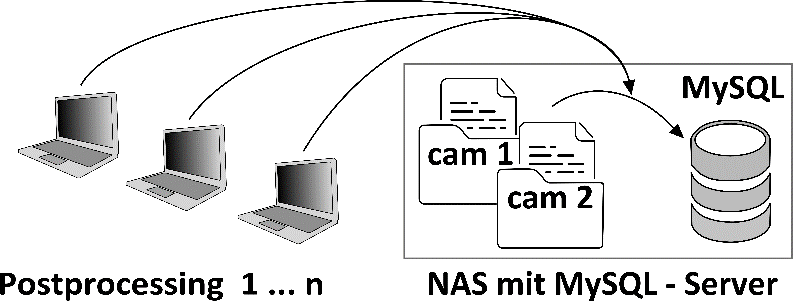 MySQL
cam 1
cam 2
Postprocessing 1 ... n
NAS mit MySQL - Server